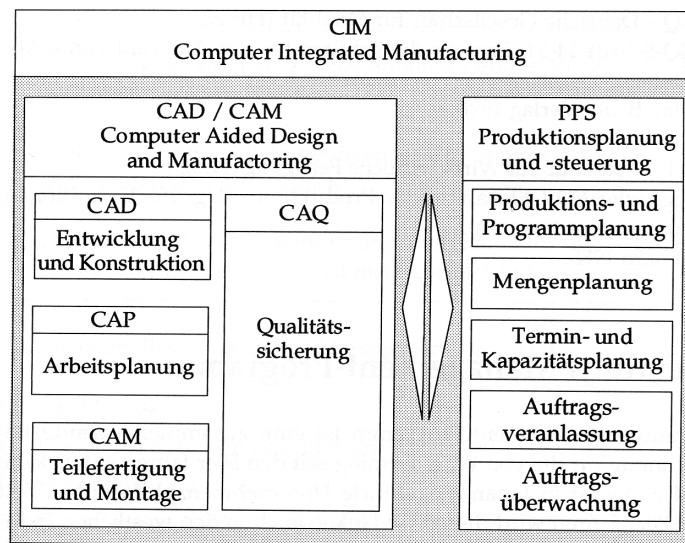 CIM
Computer Integrated Manufacturing
CAD / CAM
Computer Aided Design
and Manufactoring
CAD
Entwicklung
und Konstruktion
CAP
Arbeitsplanung
CAM
Teilefertigung
und Montage
CAQ
Qualitäts-
sicherung
PPS
Produktionsplanung
und -steuerung
Produktions- und
Programmplanung
Mengenplanung
Termin- und
Kapazitätsplanung
Auftrags-
veranlassung
Auftrags-
überwachung